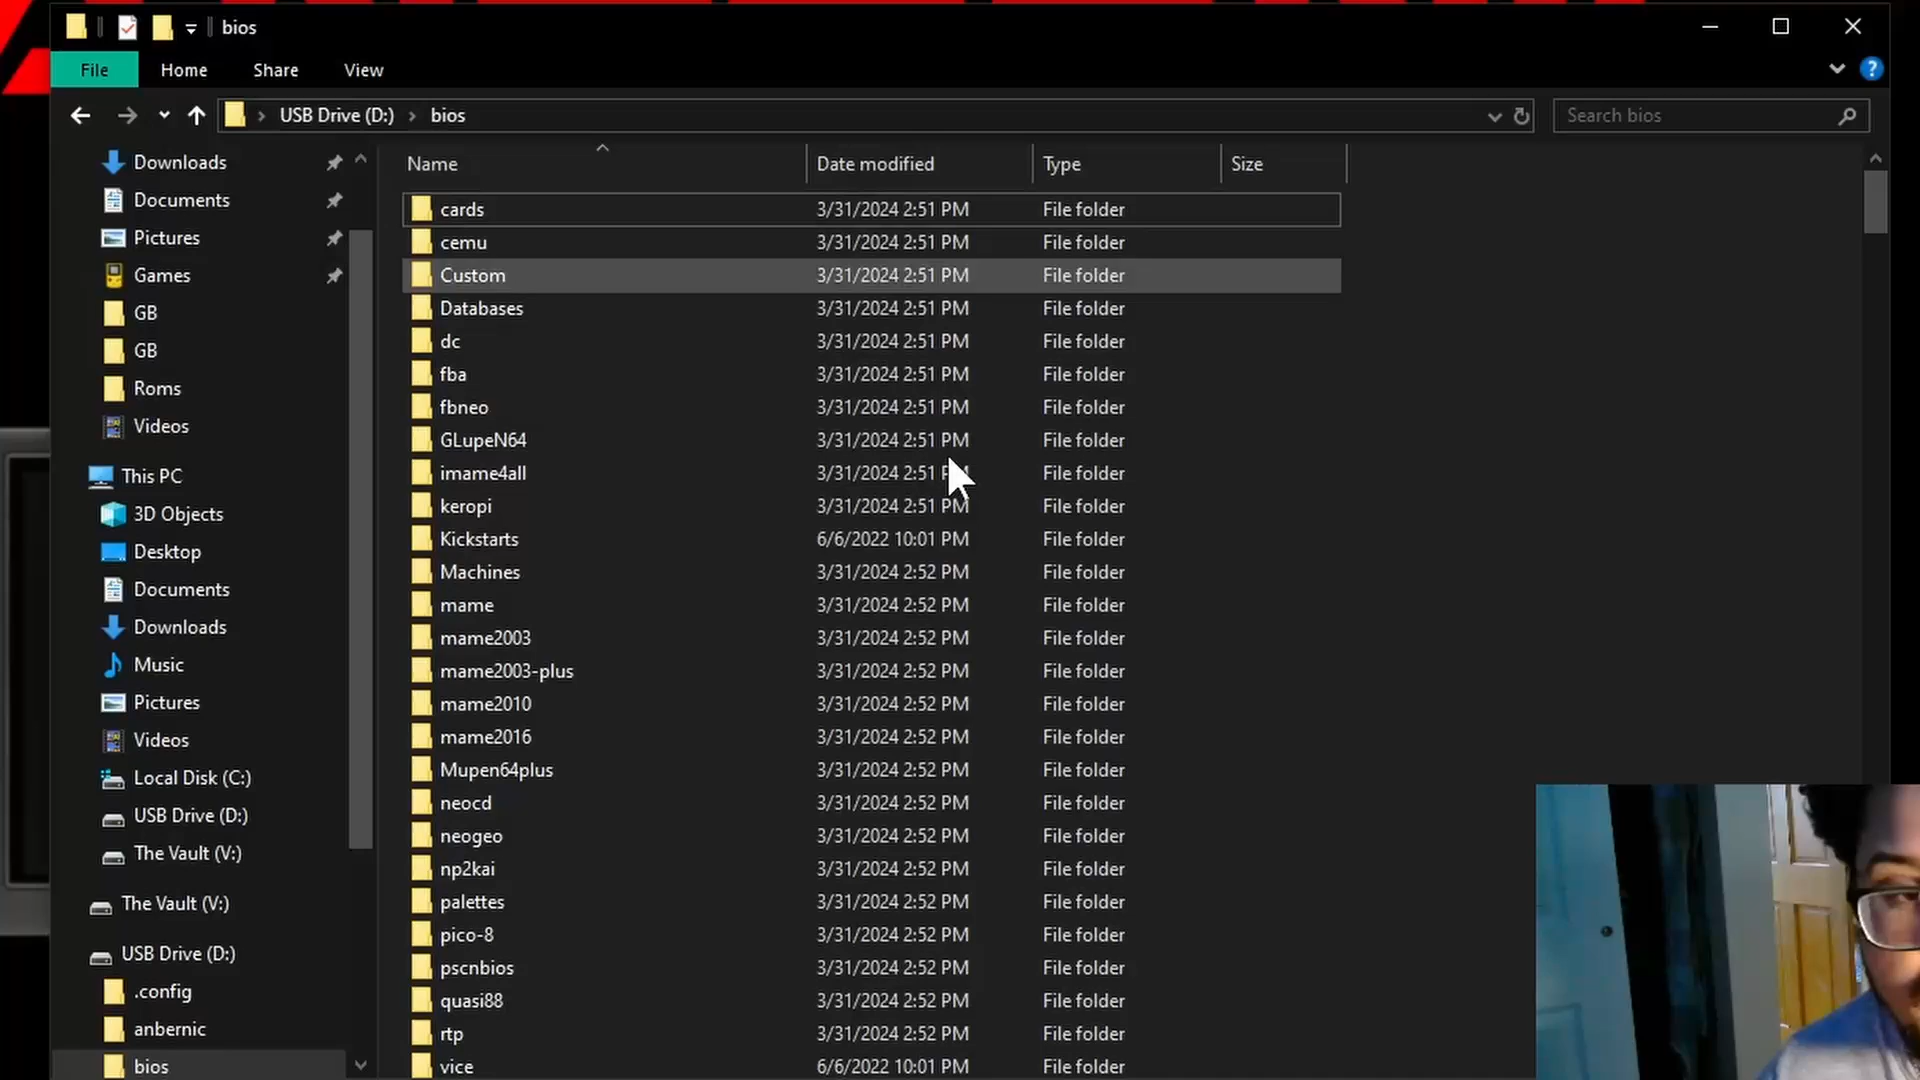 bios
File Home Share View
USB Drive (D:) bios
Search bios
Downloads
Documents
Pictures
Games
GB
GB
Roms
Videos
This PC
3D Objects
Desktop
Documents
Downloads
Music
Pictures
Videos
Local Disk (C:)
USB Drive (D:)
The Vault (V:)
The Vault (V:)
USB Drive (D:)
.config
anbernic
bios
Name Date modified Type Size
cards 3/31/2024 2:51 PM File folder
cemu 3/31/2024 2:51 PM File folder
Custom 3/31/2024 2:51 PM File folder
Databases 3/31/2024 2:51 PM File folder
dc 3/31/2024 2:51 PM File folder
fba 3/31/2024 2:51 PM File folder
fbneo 3/31/2024 2:51 PM File folder
GLupeN64 3/31/2024 2:51 PM File folder
imame4all 3/31/2024 2:51 PM File folder
keropi 3/31/2024 2:51 PM File folder
Kickstarts 6/6/2022 10:01 PM File folder
Machines 3/31/2024 2:52 PM File folder
mame 3/31/2024 2:52 PM File folder
mame2003 3/31/2024 2:52 PM File folder
mame2003-plus 3/31/2024 2:52 PM File folder
mame2010 3/31/2024 2:52 PM File folder
mame2016 3/31/2024 2:52 PM File folder
Mupen64plus 3/31/2024 2:52 PM File folder
neocd 3/31/2024 2:52 PM File folder
neogeo 3/31/2024 2:52 PM File folder
np2kai 3/31/2024 2:52 PM File folder
palettes 3/31/2024 2:52 PM File folder
pico-8 3/31/2024 2:52 PM File folder
pscnbios 3/31/2024 2:52 PM File folder
quasi88 3/31/2024 2:52 PM File folder
rtp 3/31/2024 2:52 PM File folder
vice 6/6/2022 10:01 PM File folder